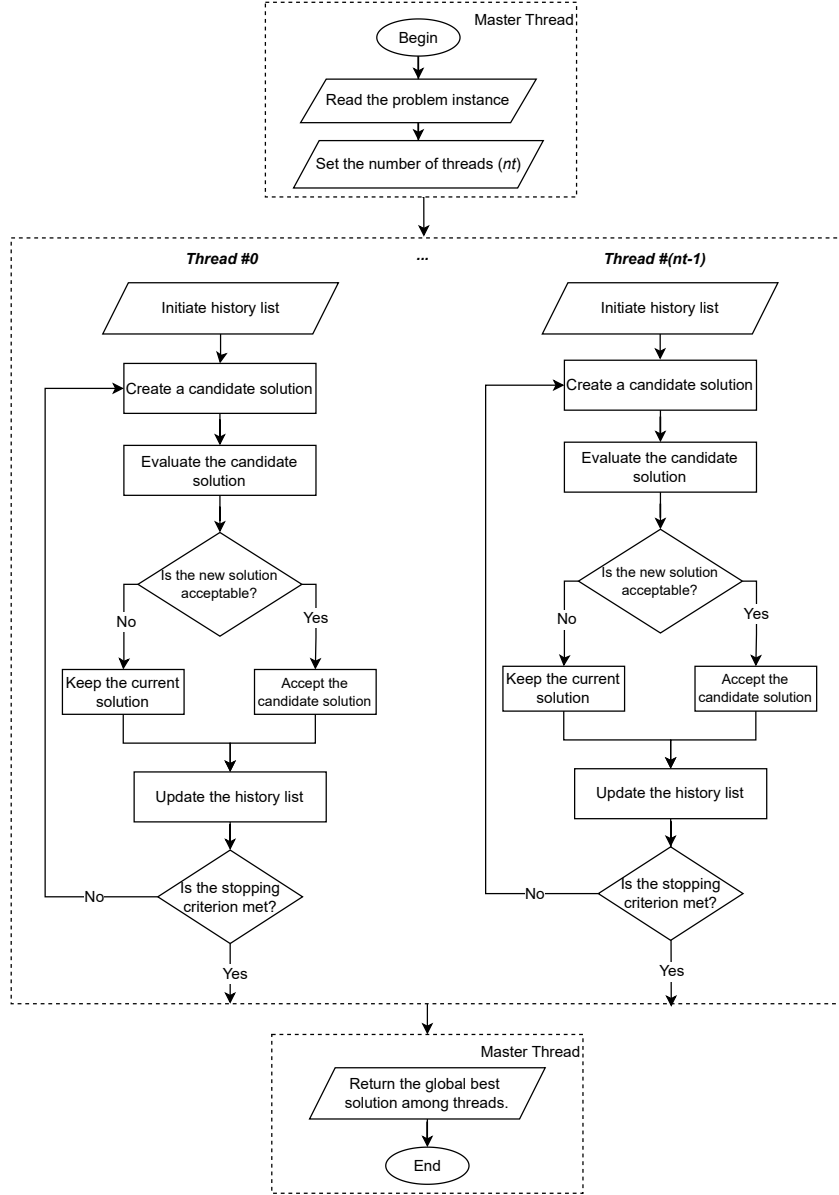 Master Thread
Begin
Read the problem instance
Set the number of threads (nt)
Thread #0
...
Thread #(nt-1)
Initiate history list
Create a candidate solution
Evaluate the candidate
solution
Is the new solution
acceptable?
No
Yes
Keep the current
solution
Accept the
candidate solution
Update the history list
Is the stopping
criterion met?
No
Yes
Initiate history list
Create a candidate solution
Evaluate the candidate
solution
Is the new solution
acceptable?
No
Yes
Keep the current
solution
Accept the
candidate solution
Update the history list
Is the stopping
criterion met?
No
Yes
Master Thread
Return the global best
solution among threads.
End